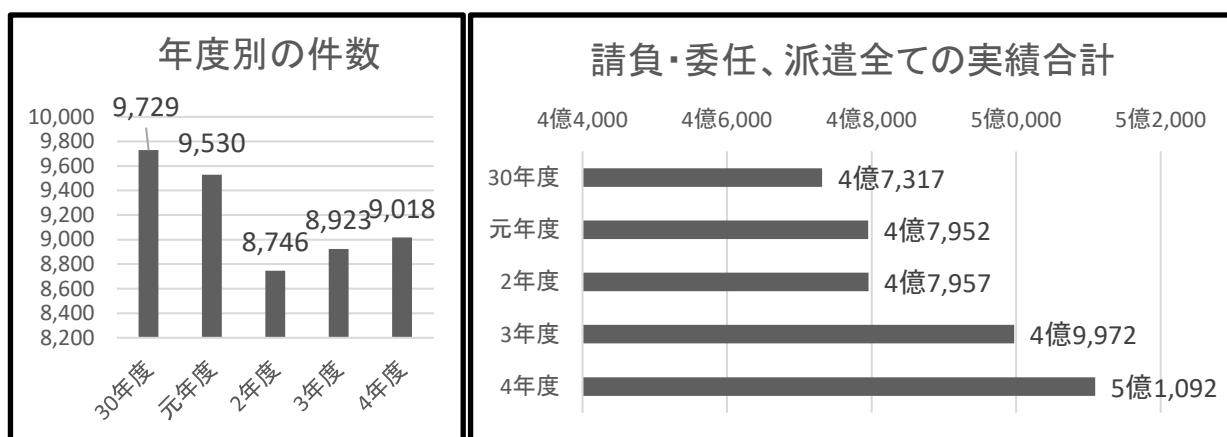 年度別の件数
10,000
9,800
9,600
9,400
9,200
9,000
8,800
8,600
8,400
8,200
9,729
9,530
8,746
8,923
9,018
30年度
元年度
2年度
3年度
4年度
請負・委任、派遣全ての実績合計
4億4,000 4億6,000 4億8,000 5億0,000 5億2,000
30年度 4億7,317
元年度 4億7,952
2年度 4億7,957
3年度 4億9,972
4年度 5億1,092